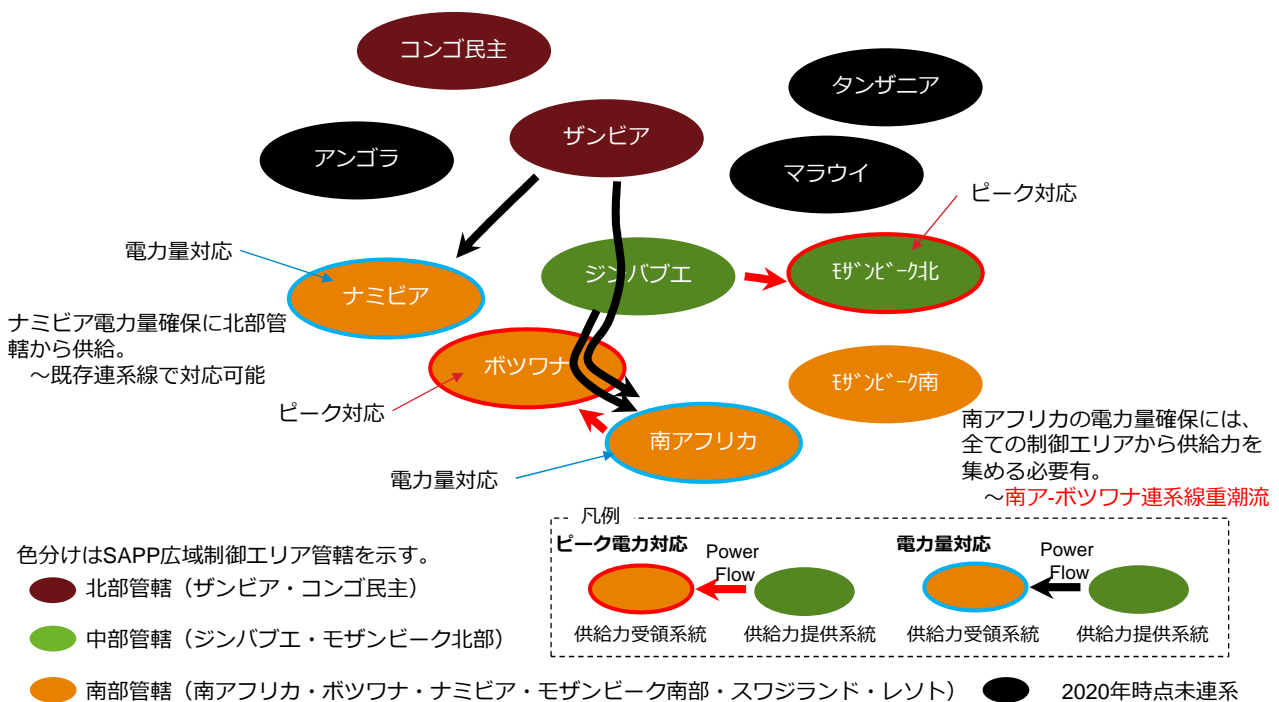 コンゴ民主
タンザニア
ザンビア
アンゴラ
マラウイ
ピーク対応
電力量対応
ジンバブエ
ﾓｻﾞﾝﾋﾞｰｸ北
ナミビア
ナミビア電力量確保に北部管
轄から供給。
～既存連系線で対応可能
ボツワナ
ﾓｻﾞﾝﾋﾞｰｸ南
ピーク対応
南アフリカ
電力量対応
南アフリカの電力量確保には、
全ての制御エリアから供給力を
集める必要有。
～南ア-ボツワナ連系線重潮流
凡例
ピーク電力対応
Power
Flow
供給力受領系統
供給力提供系統
電力量対応
Power
Flow
供給力受領系統
供給力提供系統
色分けはSAPP広域制御エリア管轄を示す。
北部管轄（ザンビア・コンゴ民主）
中部管轄（ジンバブエ・モザンビーク北部）
南部管轄（南アフリカ・ボツワナ・ナミビア・モザンビーク南部・スワジランド・レソト）
2020年時点未連系